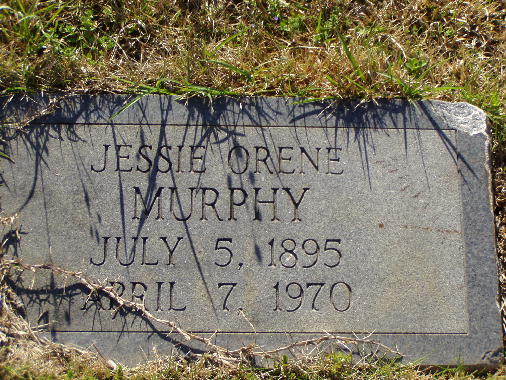 JESSIE ORENE
MURPHY
JULY 5, 1895
APRIL 7, 1970